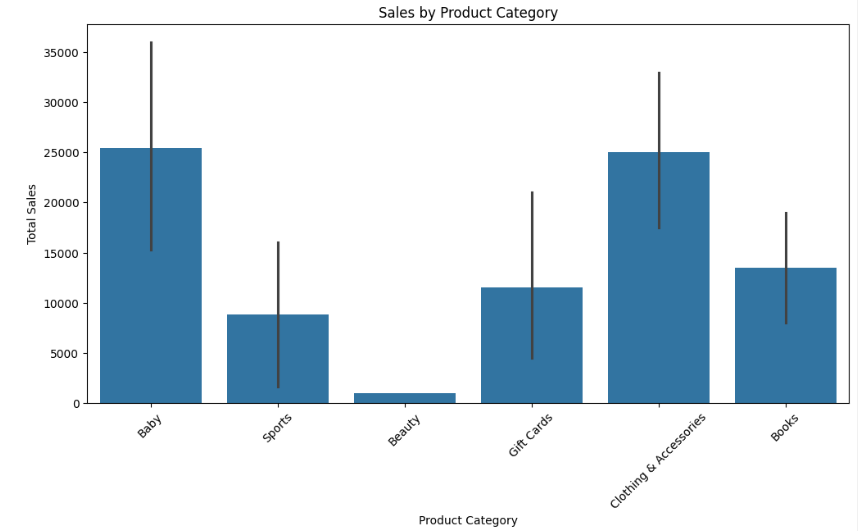 Sales by Product Category
Total Sales
35000
30000
25000
20000
15000
10000
5000
0
Baby
Sports
Beauty
Gift Cards
Clothing & Accessories
Books
Product Category